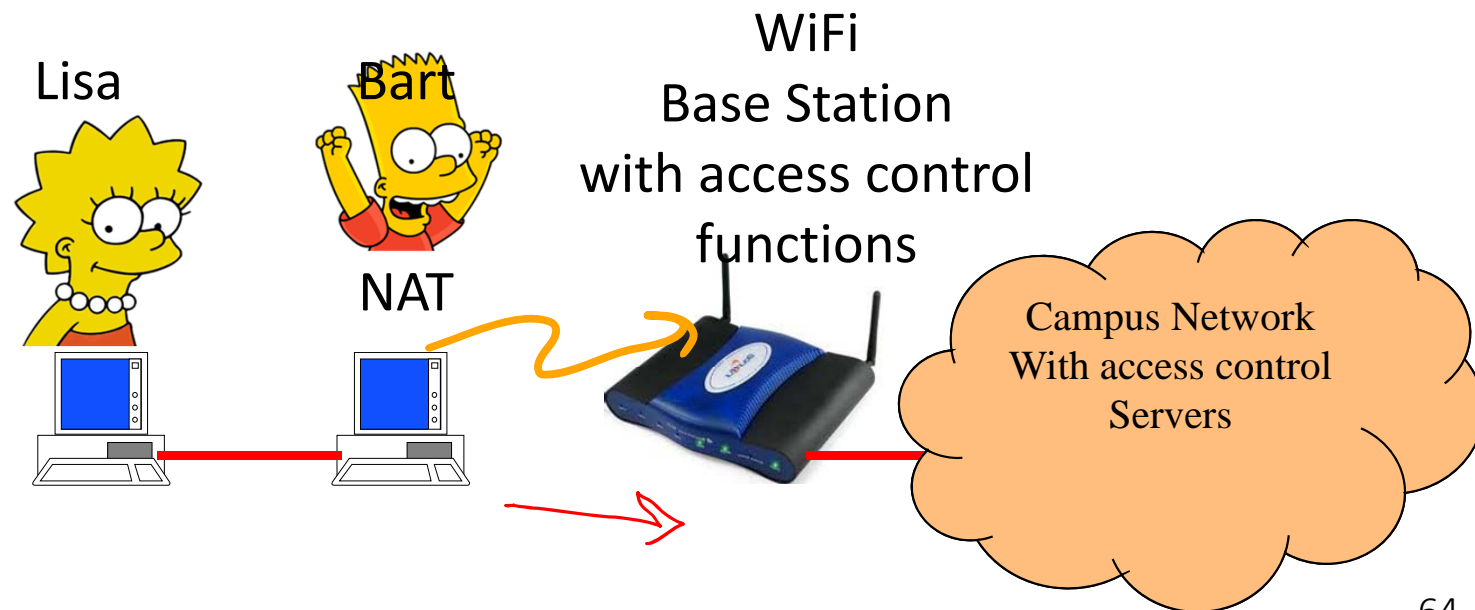 Lisa
Bart
NAT
WiFi
Base Station
with access control
functions
Campus Network
With access control
Servers
64